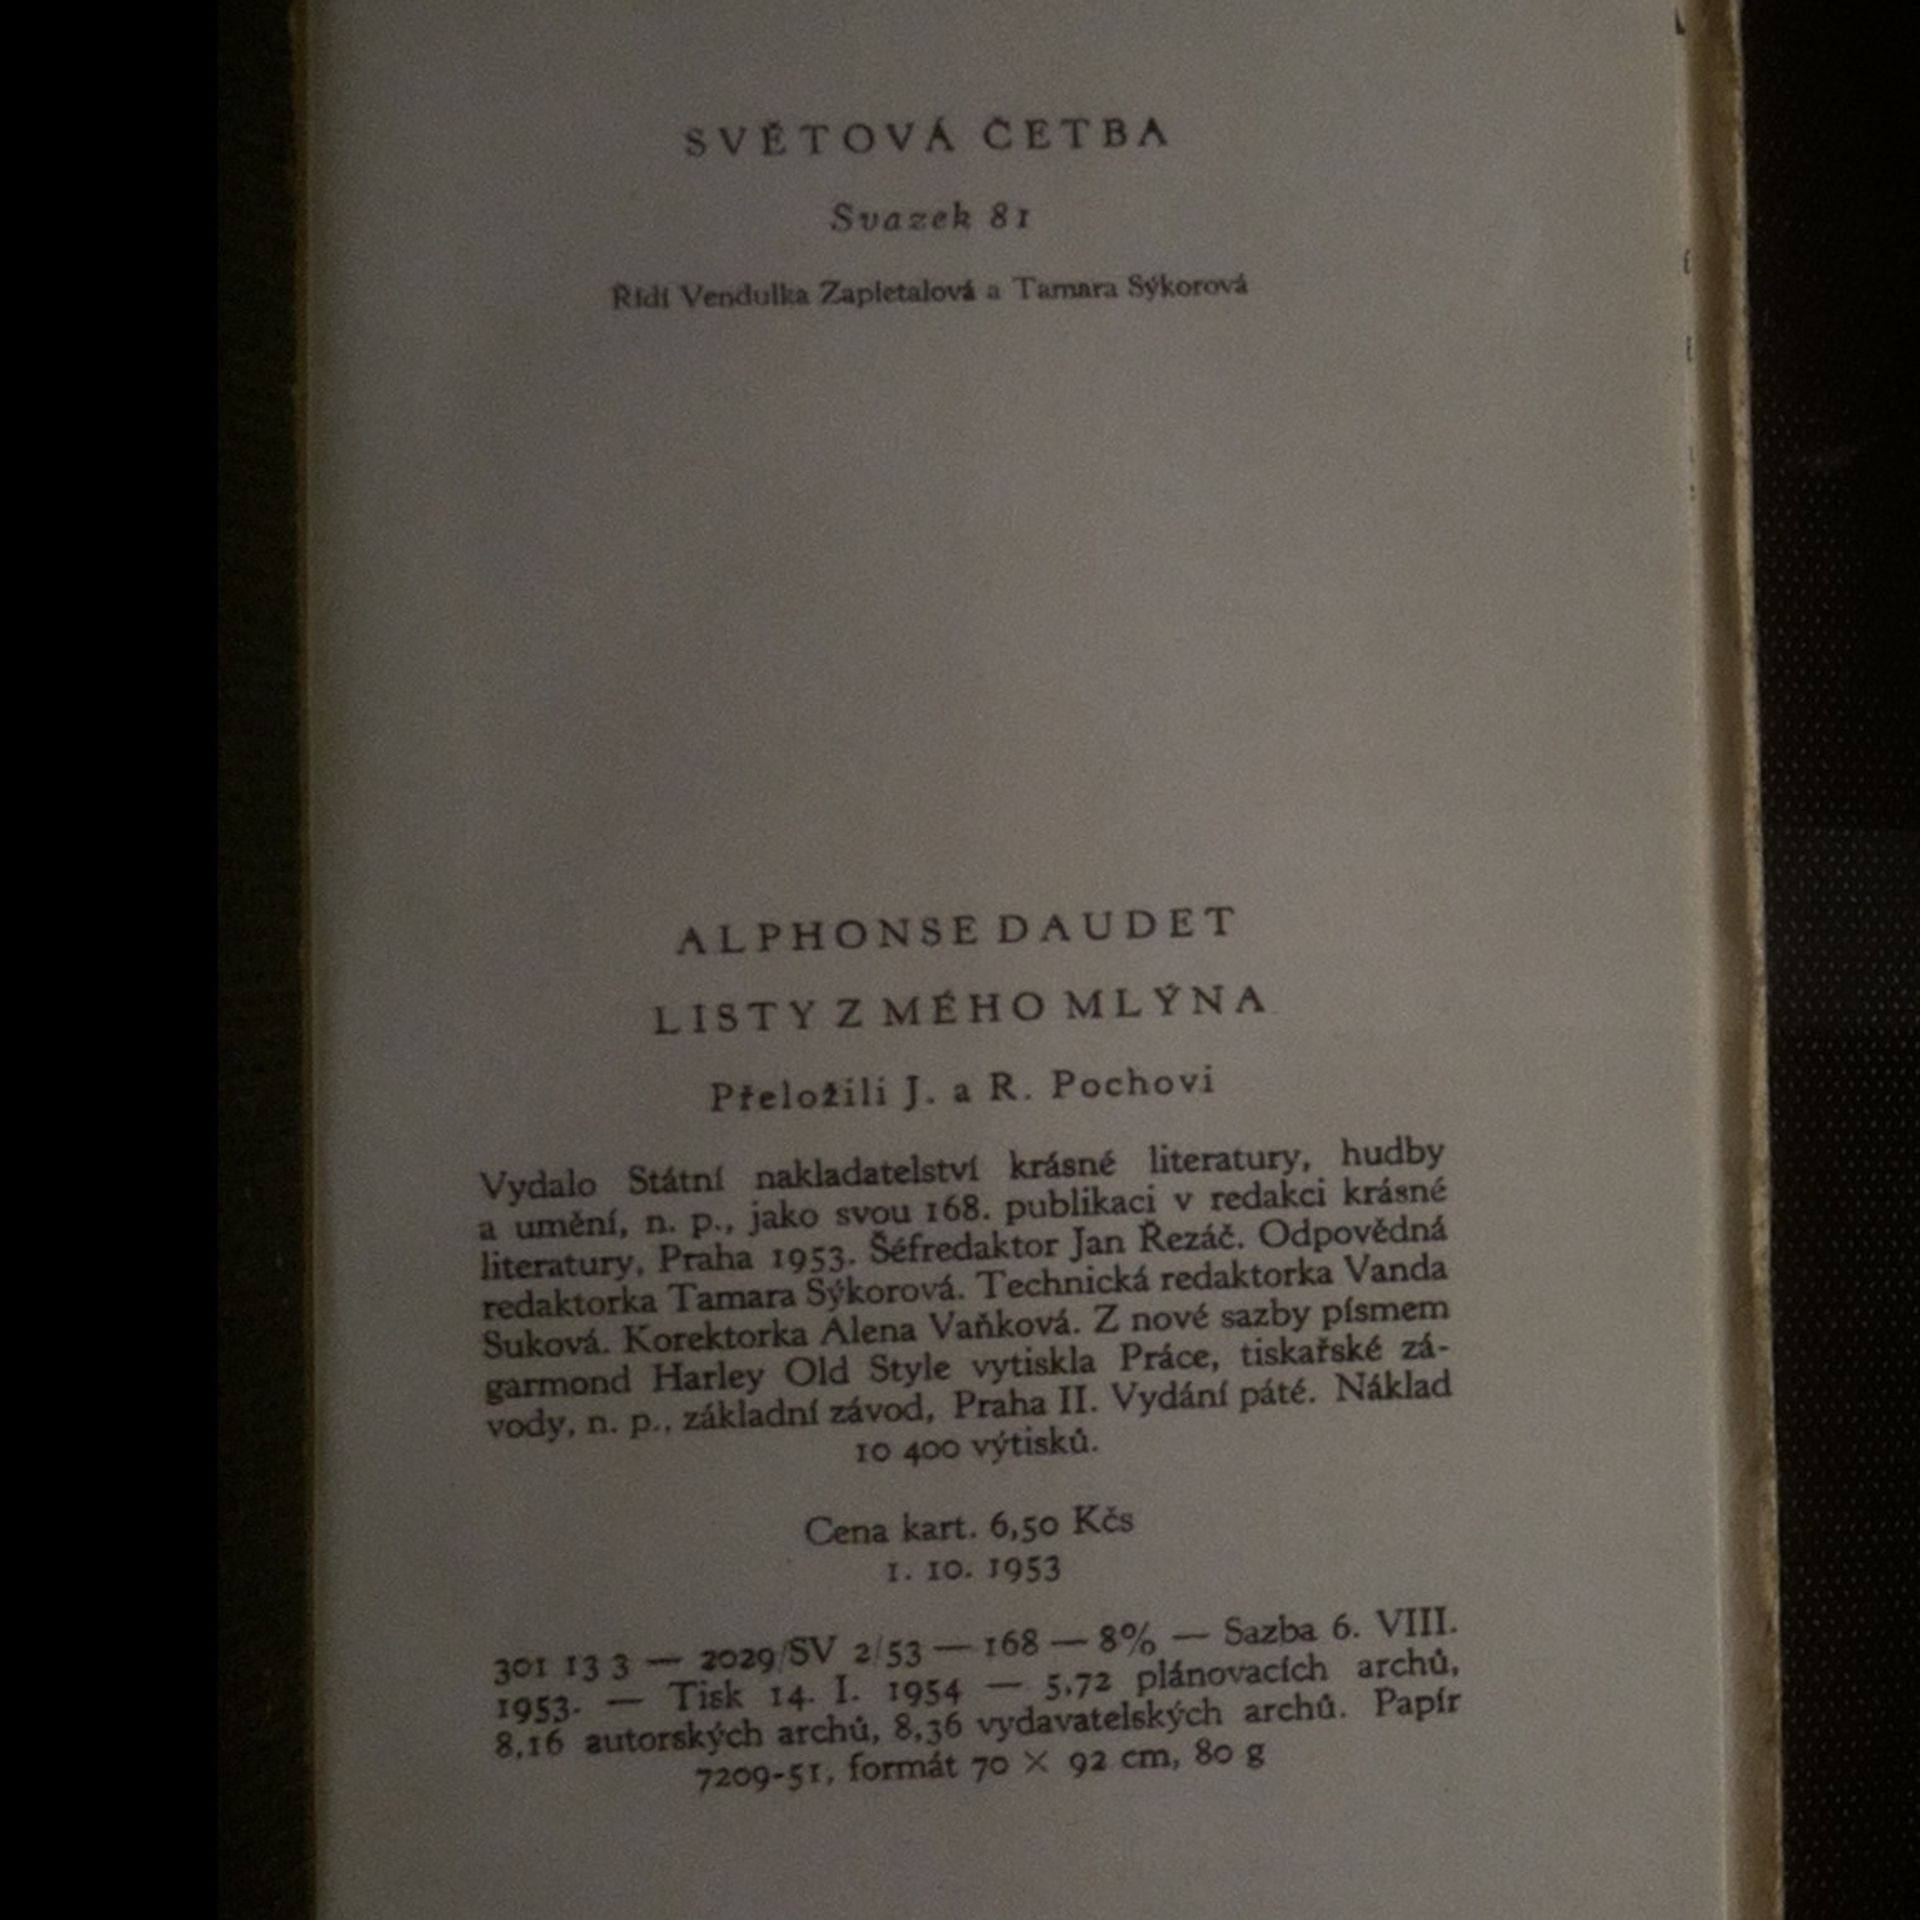 SVĚTOVÁ ČETBA
Svazek 81
Řídí Vendulka Zapletalová a Tamara Sýkorová
ALPHONSE DAUDET
LISTY Z MÉHO MLÝNA
Přeložili J. a R. Pochovi
Vydalo Státní nakladatelství krásné literatury, hudby
a umění, n. p., jako svou 168. publikaci v redakci krásné
literatury, Praha 1953. Šéfredaktor Jan Řezáč. Odpovědná
redaktorka Tamara Sýkorová. Technická redaktorka Vanda
Suková. Korektorka Alena Vaňková. Z nové sazby písmem
garmond Harley Old Style vytiskla Práce, tiskařské zá-
vody, n. p., základní závod, Praha II. Vydání páté. Náklad
10 400 výtisků.
Cena kart. 6,50 Kčs
1. 10. 1953
301 13 3 — 2029/SV 2/53 — 168 — 8% — Sazba 6. VIII.
1953. — Tisk 14. I. 1954 — 5,72 plánovacích archů,
8,16 autorských archů, 8,36 vydavatelských archů. Papír
7209-51, formát 70 × 92 cm, 80 g